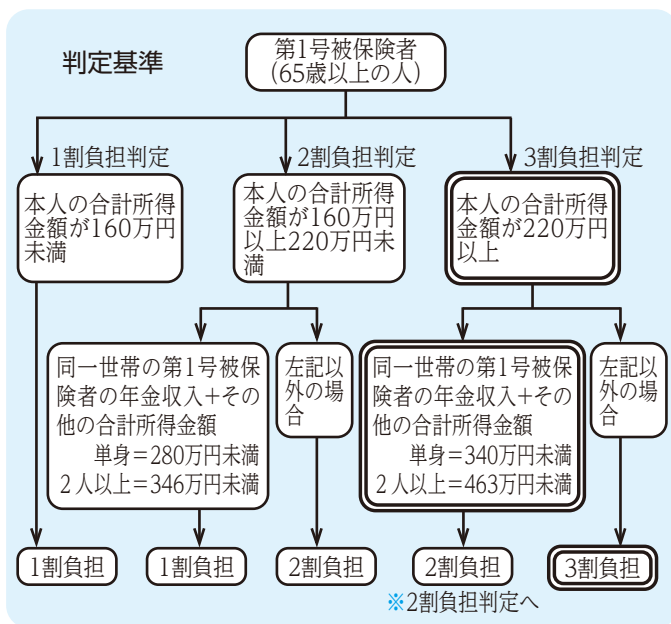 判定基準
第1号被保険者
(65歳以上の人)
1割負担判定
2割負担判定
3割負担判定
本人の合計所得
金額が160万円
未満
本人の合計所得
金額が160万円
以上220万円未
満
本人の合計所得
金額が220万円
以上
同一世帯の第1号被保
険者の年金収入+その
他の合計所得金額
単身=280万円未満
2人以上=346万円未満
左記以
外の場
合
同一世帯の第1号被保
険者の年金収入+その
他の合計所得金額
単身=340万円未満
2人以上=463万円未満
左記以
外の場
合
1割負担
1割負担
2割負担
2割負担
3割負担
※2割負担判定へ